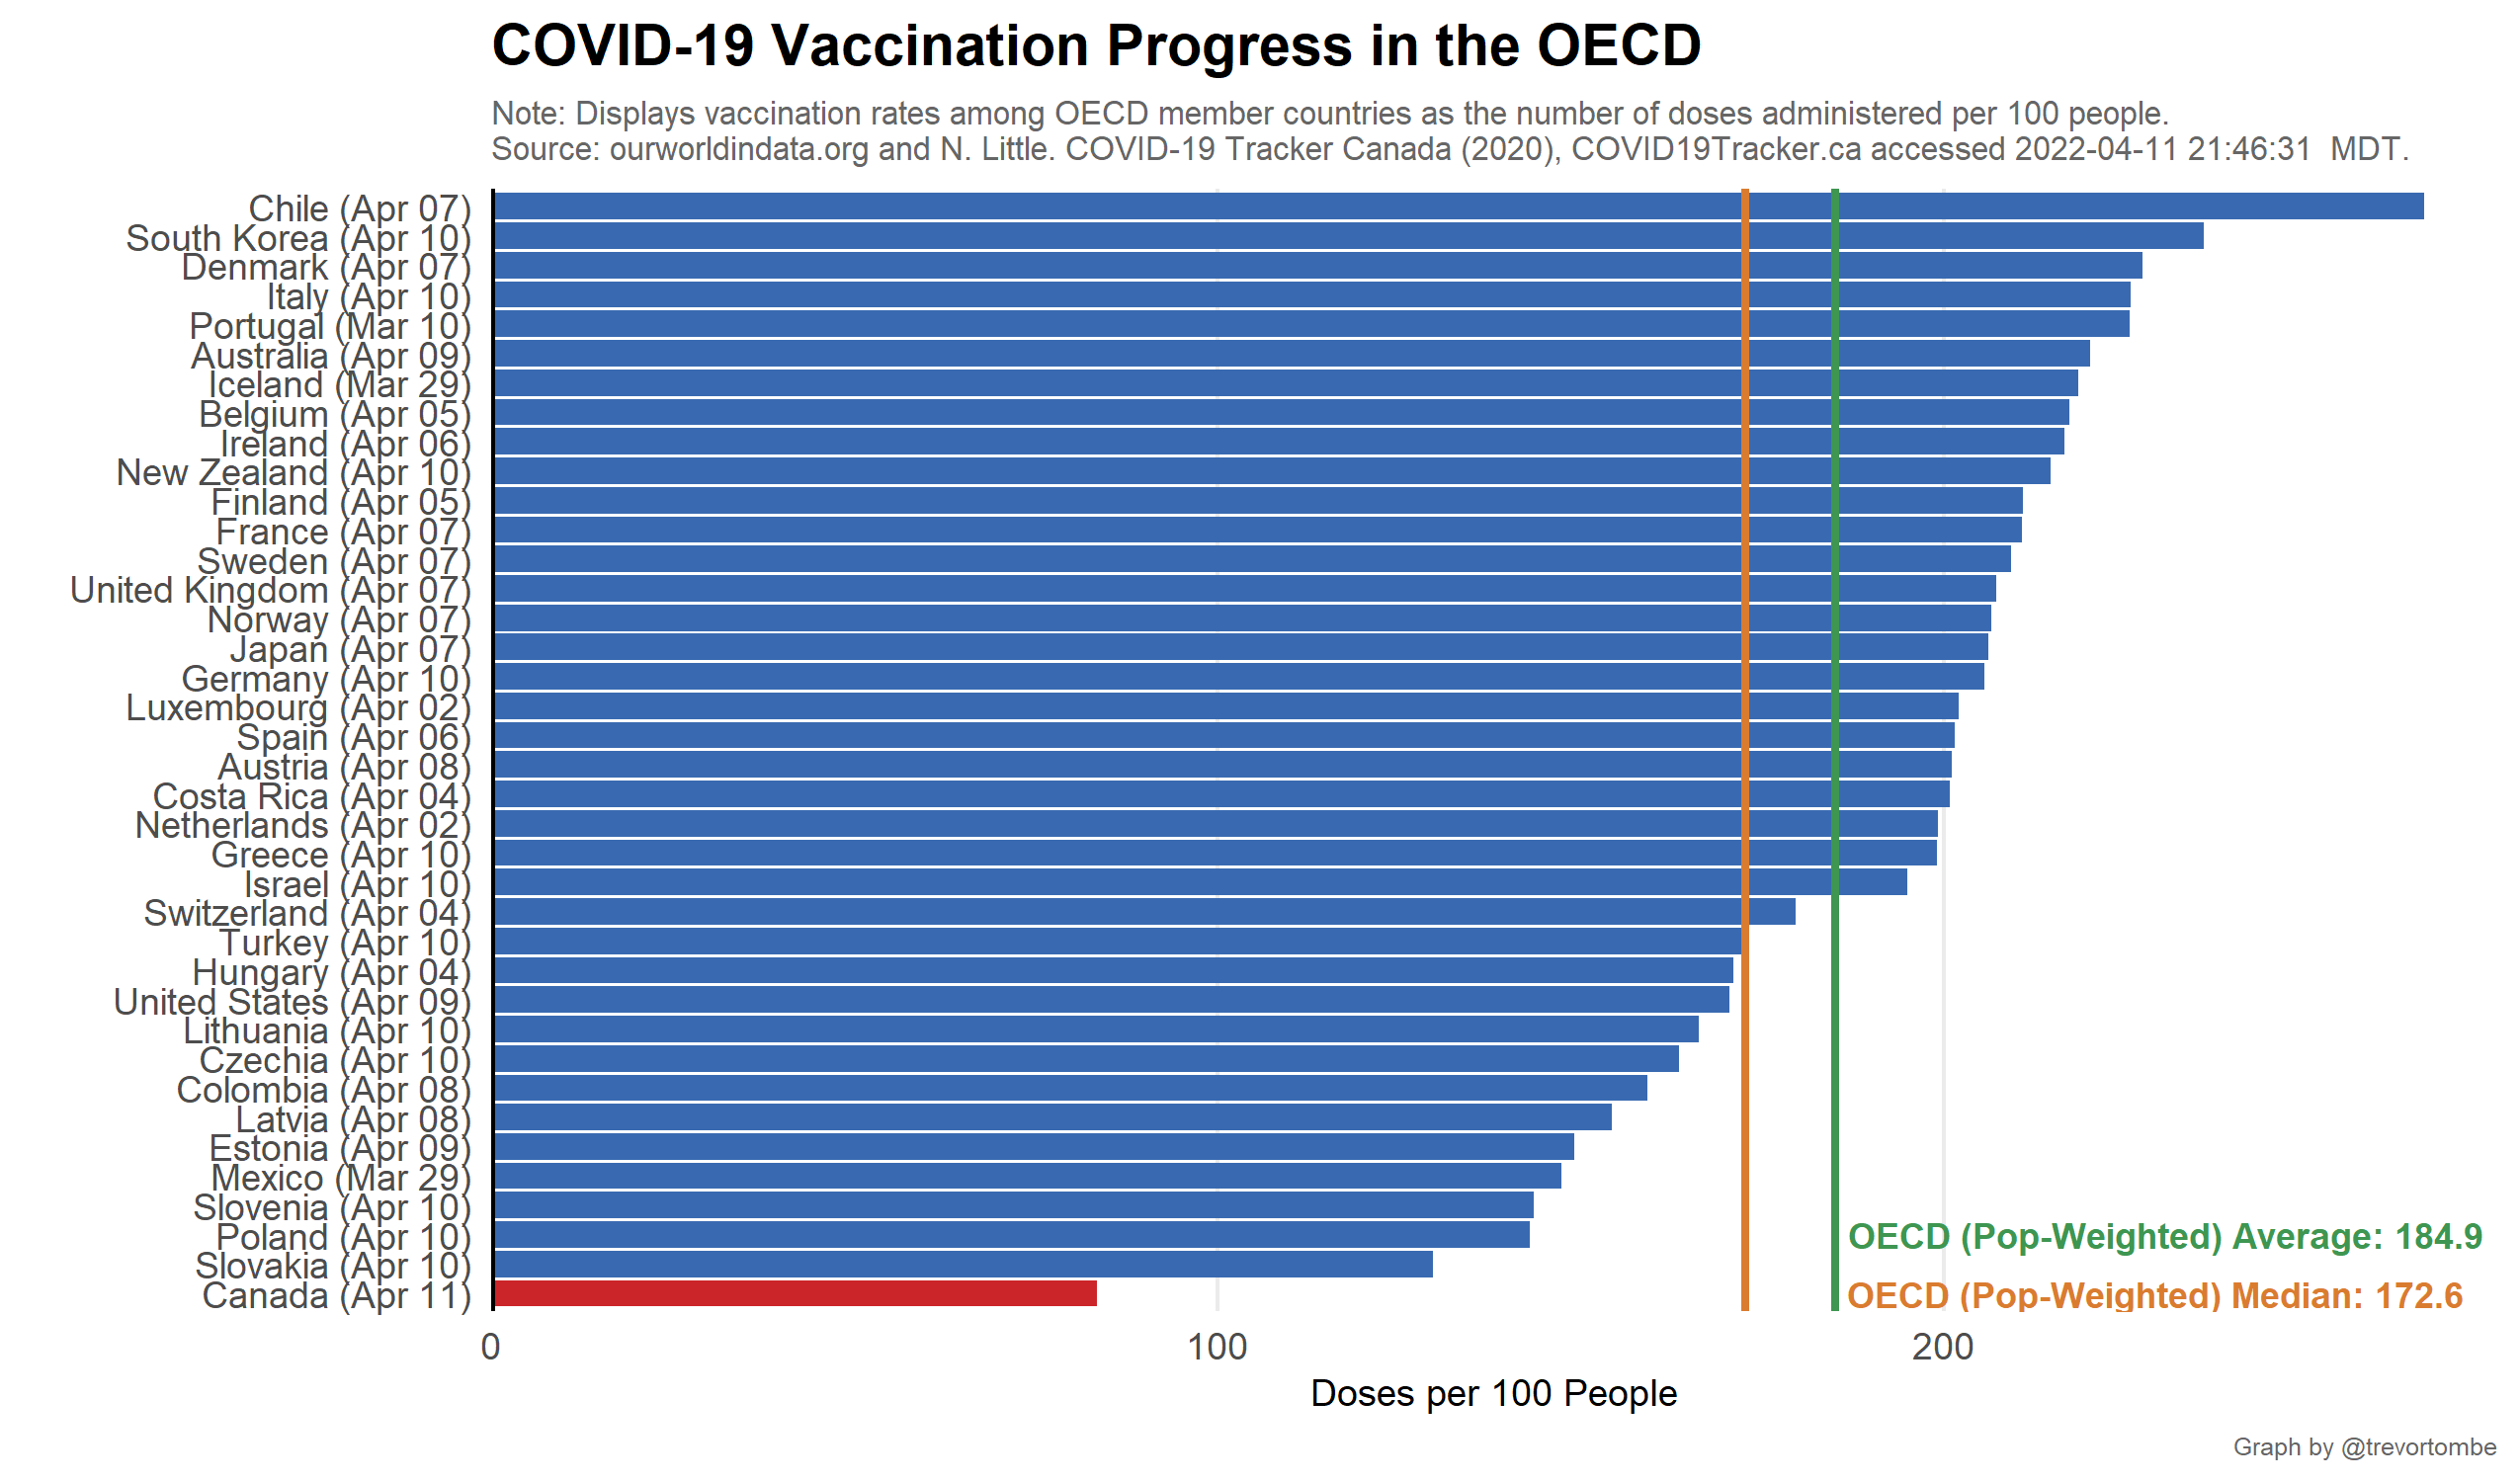 COVID-19 Vaccination Progress in the OECD
Note: Displays vaccination rates among OECD member countries as the number of doses administered per 100 people.
Source: ourworldindata.org and N. Little. COVID-19 Tracker Canada (2020), COVID19Tracker.ca accessed 2022-04-11 21:46:31  MDT.
Chile (Apr 07)
South Korea (Apr 10)
Denmark (Apr 07)
Italy (Apr 10)
Portugal (Mar 10)
Australia (Apr 09)
Iceland (Mar 29)
Belgium (Apr 05)
Ireland (Apr 06)
New Zealand (Apr 10)
Finland (Apr 05)
France (Apr 07)
Sweden (Apr 07)
United Kingdom (Apr 07)
Norway (Apr 07)
Japan (Apr 07)
Germany (Apr 10)
Luxembourg (Apr 02)
Spain (Apr 06)
Austria (Apr 08)
Costa Rica (Apr 04)
Netherlands (Apr 02)
Greece (Apr 10)
Israel (Apr 10)
Switzerland (Apr 04)
Turkey (Apr 10)
Hungary (Apr 04)
United States (Apr 09)
Lithuania (Apr 10)
Czechia (Apr 10)
Colombia (Apr 08)
Latvia (Apr 08)
Estonia (Apr 09)
Mexico (Mar 29)
Slovenia (Apr 10)
Poland (Apr 10)
OECD (Pop-Weighted) Average: 184.9
Slovakia (Apr 10)
Canada (Apr 11)
OECD (Pop-Weighted) Median: 172.6
0 100 200
Doses per 100 People
Graph by @trevortombe